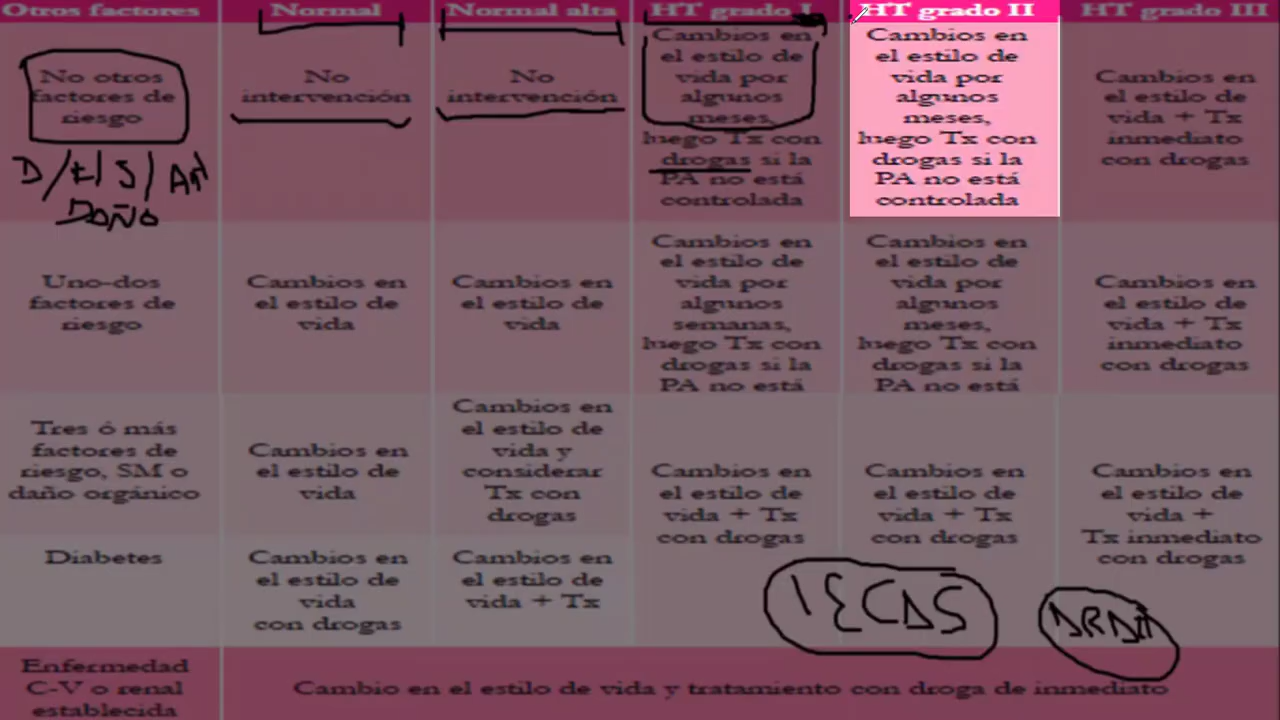 Otros factores
Normal
Normal alta
HT grado I
HT grado II
HT grado III
No otros
factores de
riesgo
No
intervención
No
intervención
Cambios en
el estilo de
vida por
algunos
meses,
luego Tx con
drogas si la
PA no está
controlada
Cambios en
el estilo de
vida por
algunos
meses,
luego Tx con
drogas si la
PA no está
controlada
Cambios en
el estilo de
vida + Tx
inmediato
con drogas
DAÑO
Uno-dos
factores de
riesgo
Cambios en
el estilo de
vida
Cambios en
el estilo de
vida
Cambios en
el estilo de
vida por
algunos
semanas,
luego Tx con
drogas si la
PA no está
Cambios en
el estilo de
vida por
algunos
meses,
luego Tx con
drogas si la
PA no está
Cambios en
el estilo de
vida + Tx
inmediato
con drogas
Tres ó más
factores de
riesgo, SM o
daño orgánico
Cambios en
el estilo de
vida
Cambios en
el estilo de
vida y
considerar
Tx con
drogas
Cambios en
el estilo de
vida + Tx
con drogas
Cambios en
el estilo de
vida + Tx
con drogas
Cambios en
el estilo de
vida +
Tx inmediato
con drogas
Diabetes
Cambios en
el estilo de
vida
con drogas
Cambios en
el estilo de
vida + Tx
IECAS
ARAII
Enfermedad
C-V o renal
establecida
Cambio en el estilo de vida y tratamiento con droga de inmediato